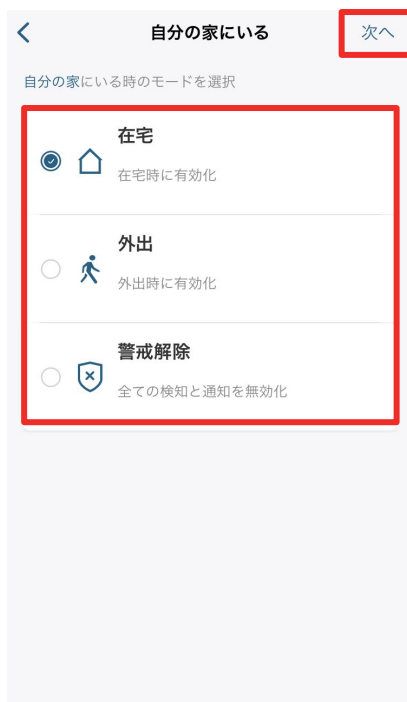 自分の家にいる
次へ
自分の家にいる時のモードを選択
在宅
在宅時に有効化
外出
外出時に有効化
警戒解除
全ての検知と通知を無効化